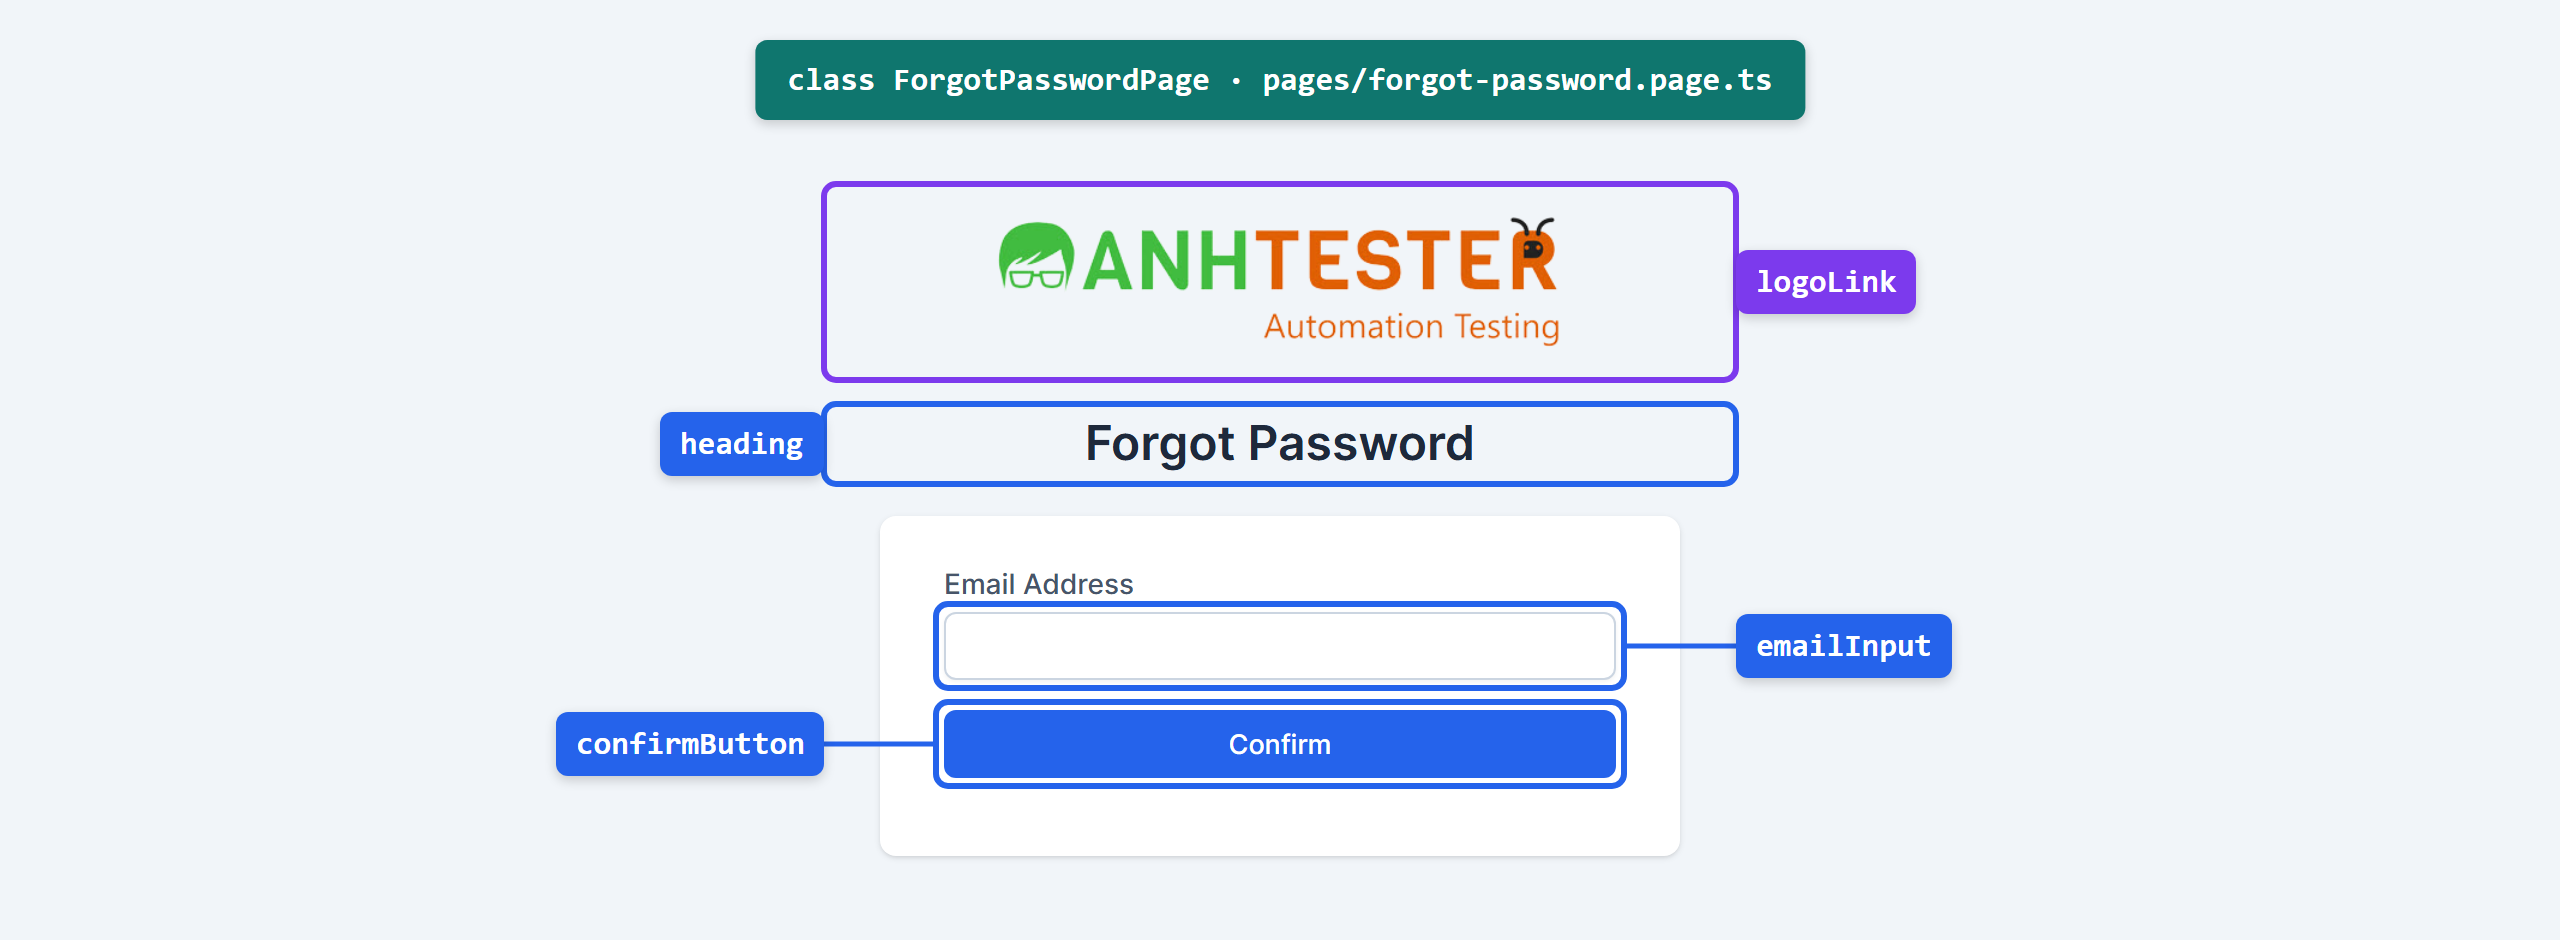 class ForgotPasswordPage · pages/forgot-password.page.ts
ANHTESTER
Automation Testing
logoLink
heading
Forgot Password
Email Address
emailInput
confirmButton
Confirm